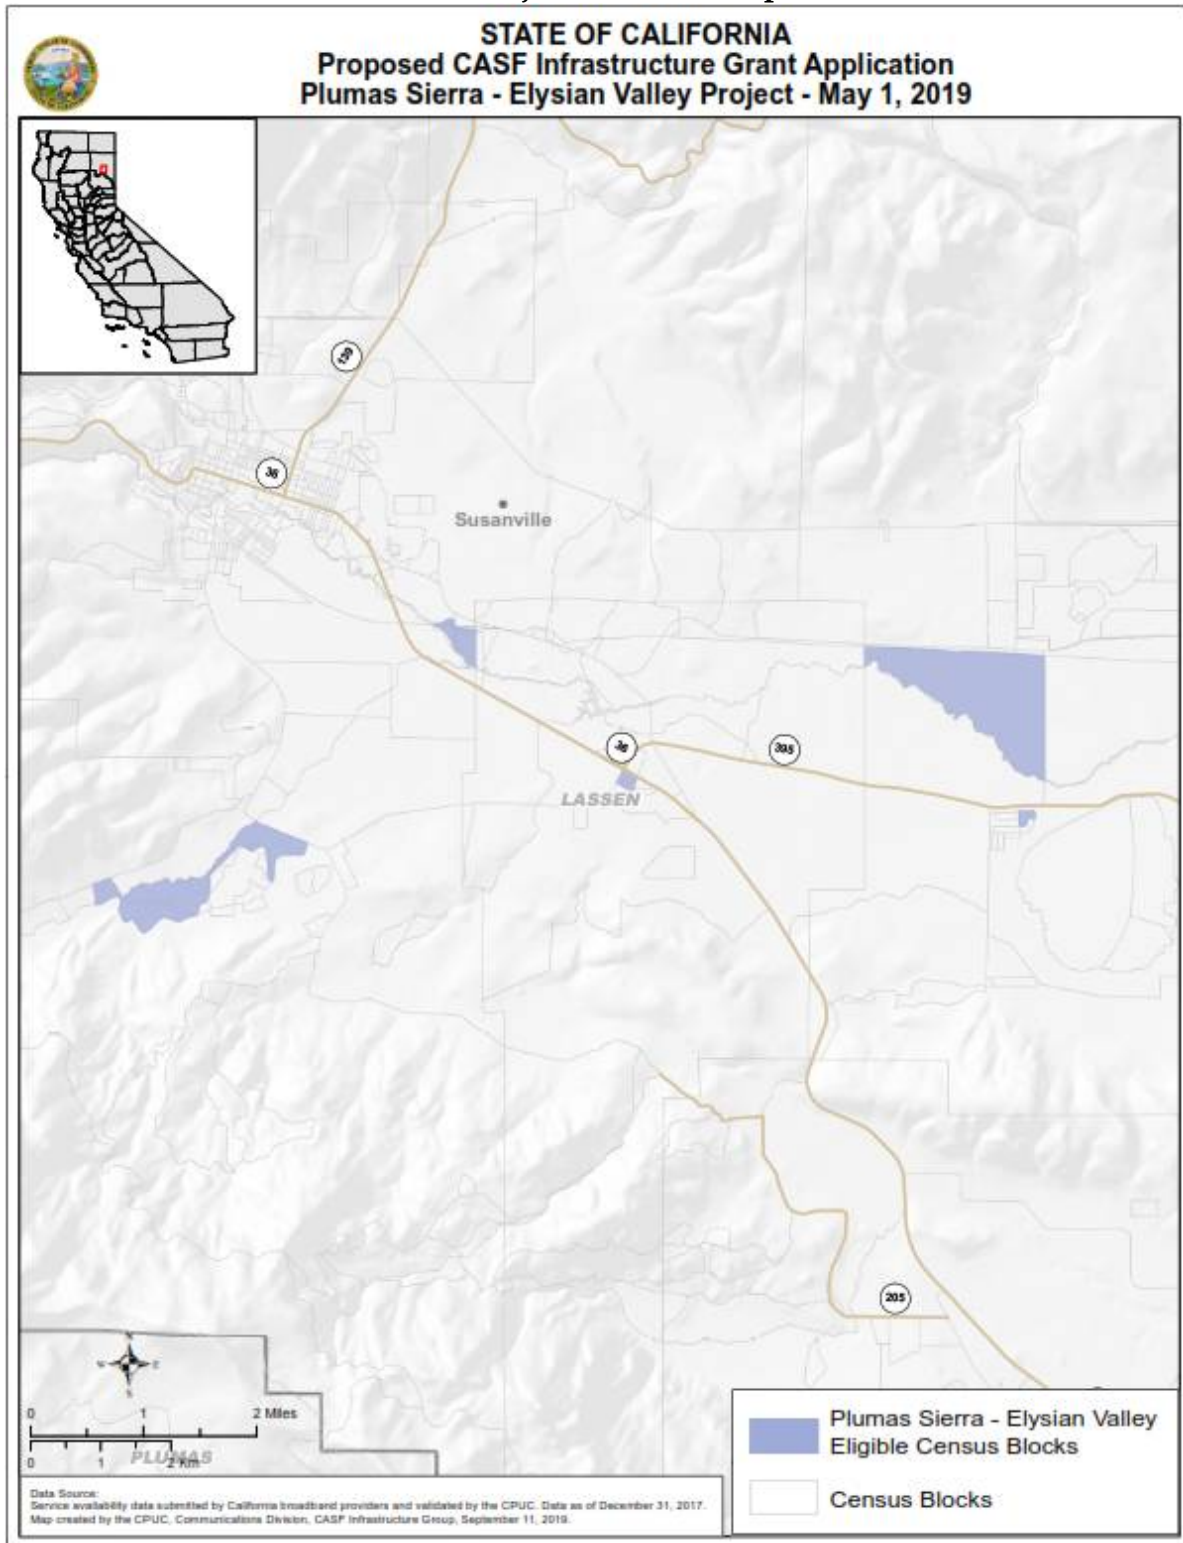 STATE OF CALIFORNIA
Proposed CASF Infrastructure Grant Application
Plumas Sierra - Elysian Valley Project - May 1, 2019
139
36
Susanville
36
395
LASSEN
205
N
W E
S
0 1 2 Miles
0 1 2 Km
PLUMAS
Plumas Sierra - Elysian Valley
Eligible Census Blocks
Census Blocks
Data Source:
Service availability data submitted by California broadband providers and validated by the CPUC. Data as of December 31, 2017.
Map created by the CPUC, Communications Division, CASF Infrastructure Group, September 11, 2019.